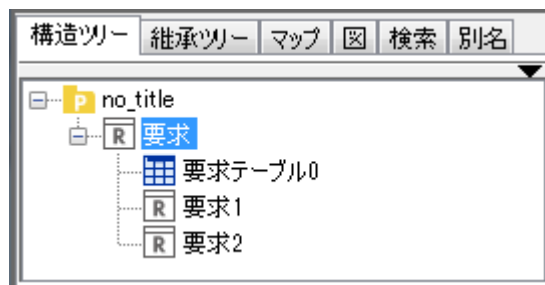 構造ツリー 継承ツリー マップ 図 検索 別名
P no_title
R 要求
要求テーブル0
R 要求1
R 要求2